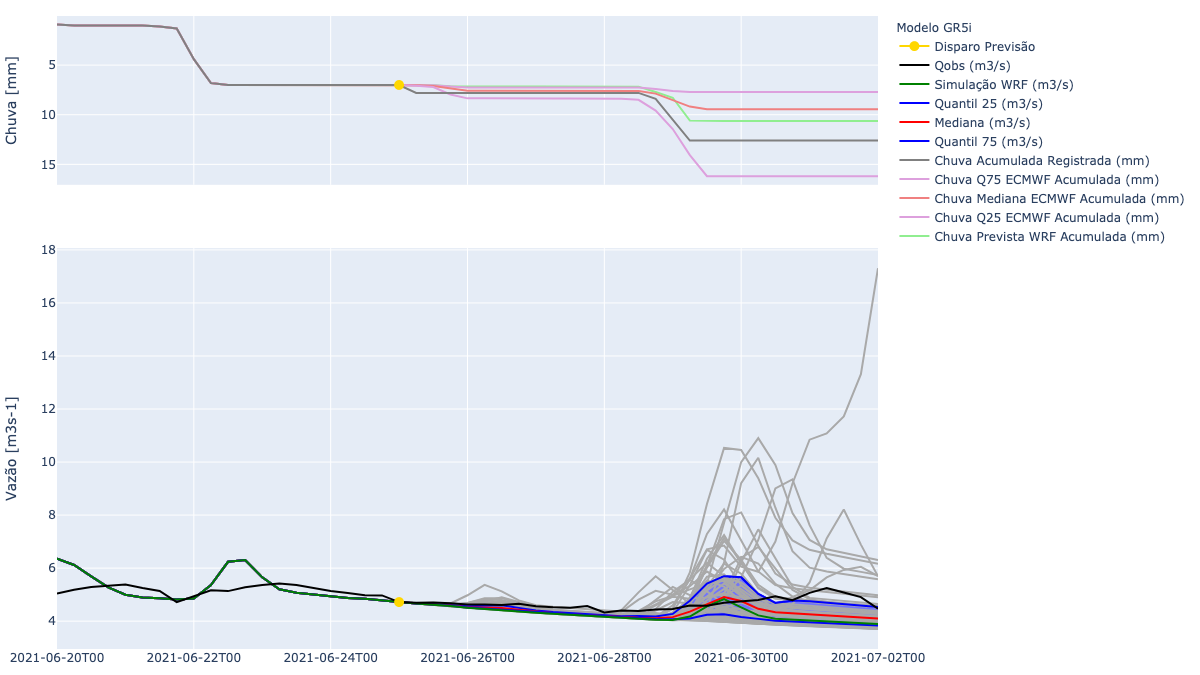 Chuva [mm]
5
10
15
Modelo GR5i
Disparo Previsão
Qobs (m3/s)
Simulação WRF (m3/s)
Quantil 25 (m3/s)
Mediana (m3/s)
Quantil 75 (m3/s)
Chuva Acumulada Registrada (mm)
Chuva Q75 ECMWF Acumulada (mm)
Chuva Mediana ECMWF Acumulada (mm)
Chuva Q25 ECMWF Acumulada (mm)
Chuva Prevista WRF Acumulada (mm)
Vazão [m3s-1]
18
16
14
12
10
8
6
4
2021-06-20T00 2021-06-22T00 2021-06-24T00 2021-06-26T00 2021-06-28T00 2021-06-30T00 2021-07-02T00